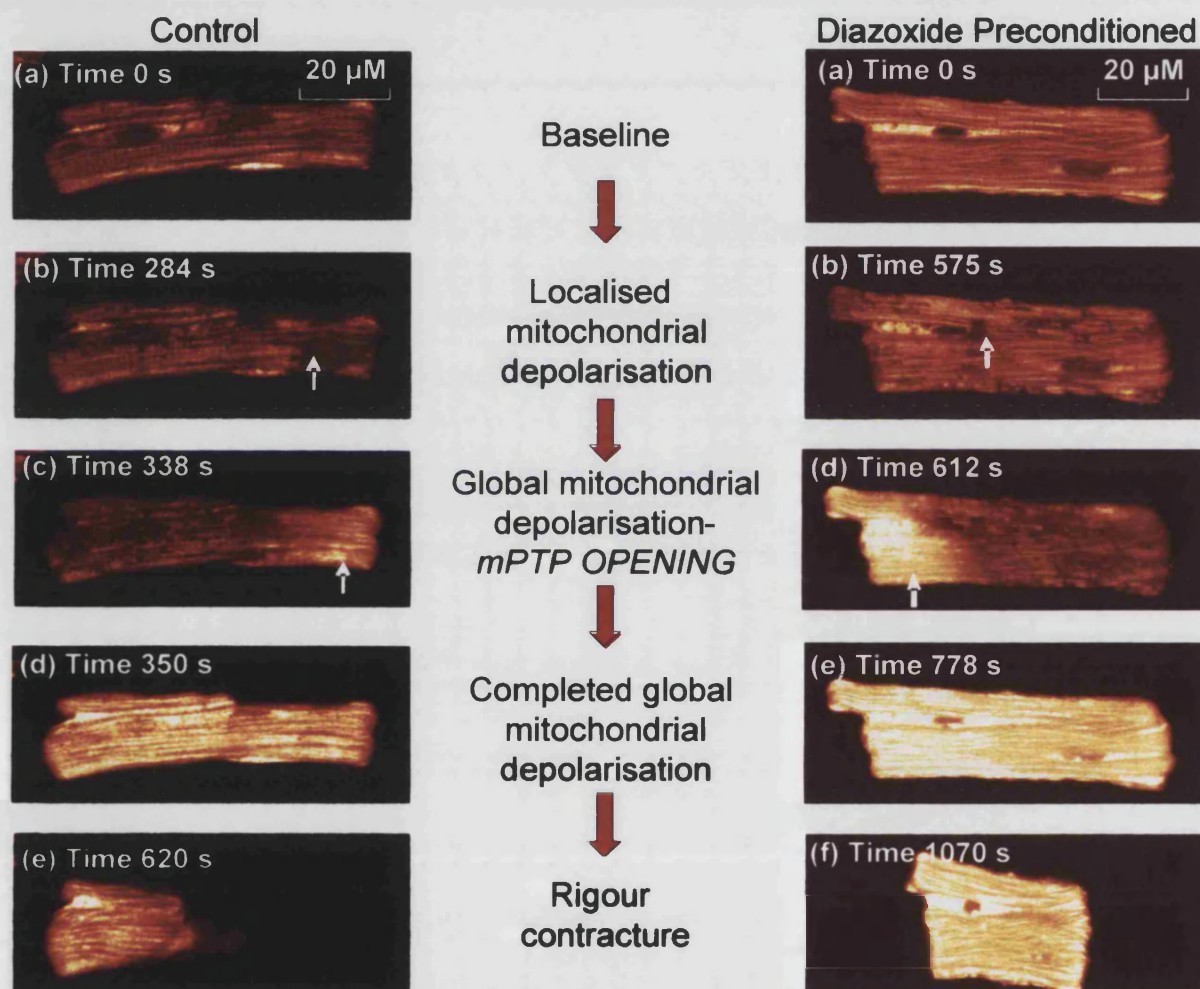 Control
(a) Time 0 s
20 µM
(b) Time 284 s
(c) Time 338 s
(d) Time 350 s
(e) Time 620 s
Baseline
Localised
mitochondrial
depolarisation
Global mitochondrial
depolarisation-
mPTP OPENING
Completed global
mitochondrial
depolarisation
Rigour
contracture
Diazoxide Preconditioned
(a) Time 0 s
20 µM
(b) Time 575 s
(d) Time 612 s
(e) Time 778 s
(f) Time 1070 s